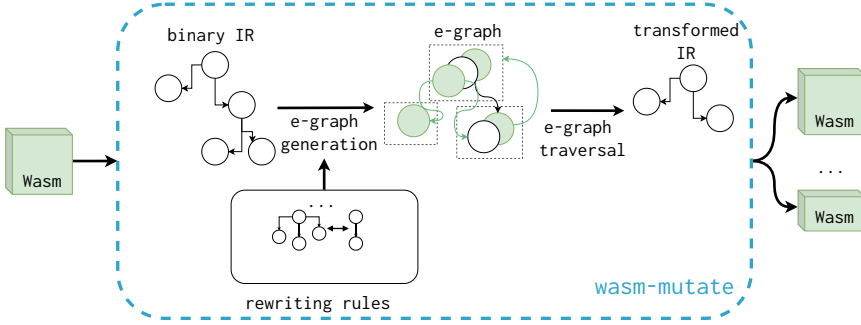 Wasm
binary IR
e-graph
generation
...
rewriting rules
e-graph
e-graph
traversal
transformed
IR
wasm-mutate
Wasm
...
Wasm